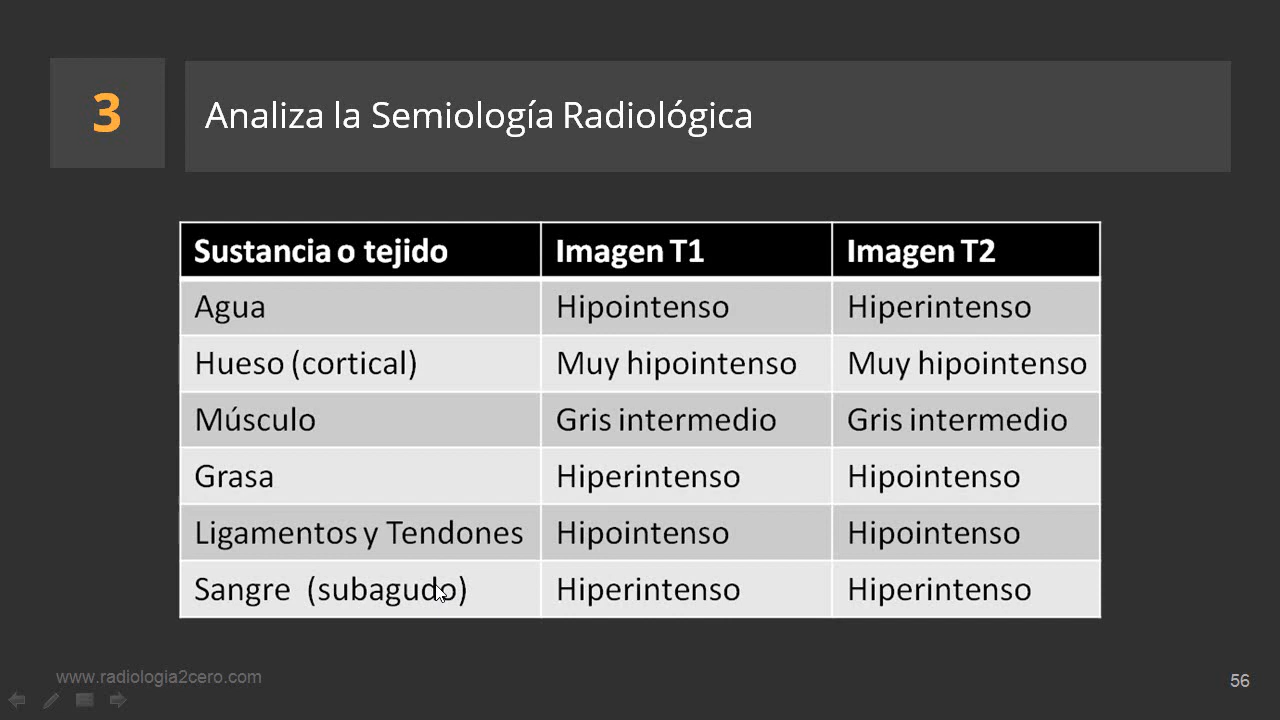 3
Analiza la Semiología Radiológica
Sustancia o tejido Imagen T1 Imagen T2
Agua Hipointenso Hiperintenso
Hueso (cortical) Muy hipointenso Muy hipointenso
Músculo Gris intermedio Gris intermedio
Grasa Hiperintenso Hipointenso
Ligamentos y Tendones Hipointenso Hipointenso
Sangre (subagudo) Hiperintenso Hiperintenso
www.radiologia2cero.com
56